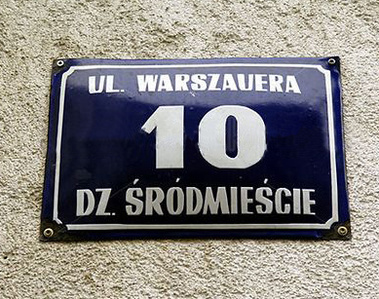 UL. WARSZAUERA
10
DZ. ŚRÓDMIEŚCIE